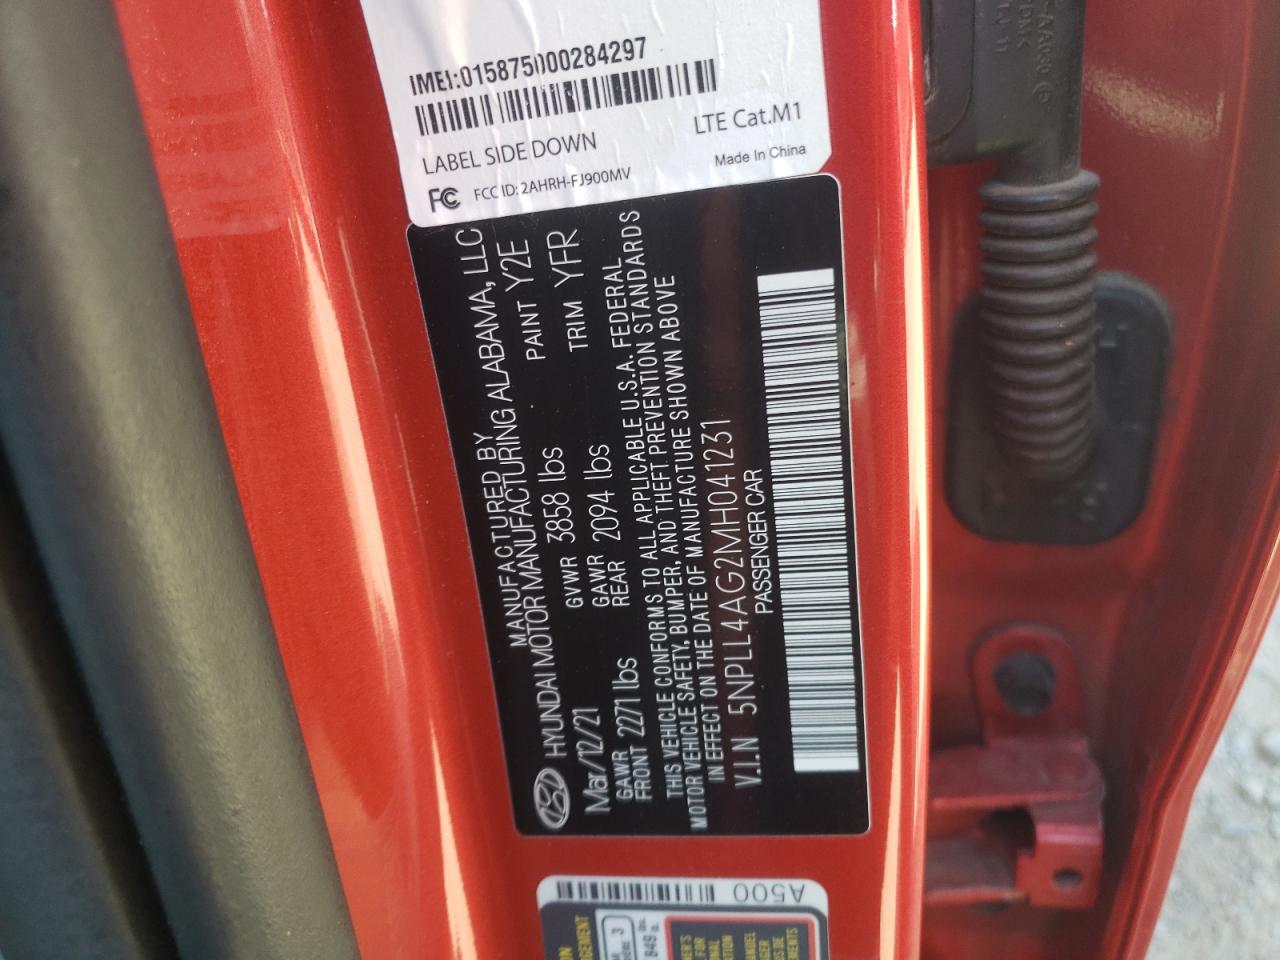 IMEI:015875000284297
LABEL SIDE DOWN
LTE Cat.M1
FCC ID: 2AHRH-FJ900MV
Made In China
MANUFACTURED BY
HYUNDAI MOTOR MANUFACTURING ALABAMA, LLC
Mar/12/21 GVWR 3858 lbs PAINT Y2E
GAWR FRONT 2271 lbs GAWR REAR 2094 lbs TRIM YFR
THIS VEHICLE CONFORMS TO ALL APPLICABLE U.S.A. FEDERAL
MOTOR VEHICLE SAFETY, BUMPER, AND THEFT PREVENTION STANDARDS
IN EFFECT ON THE DATE OF MANUFACTURE SHOWN ABOVE
V.I.N 5NPLL4AG2MH041231
PASSENGER CAR
A500
3
849